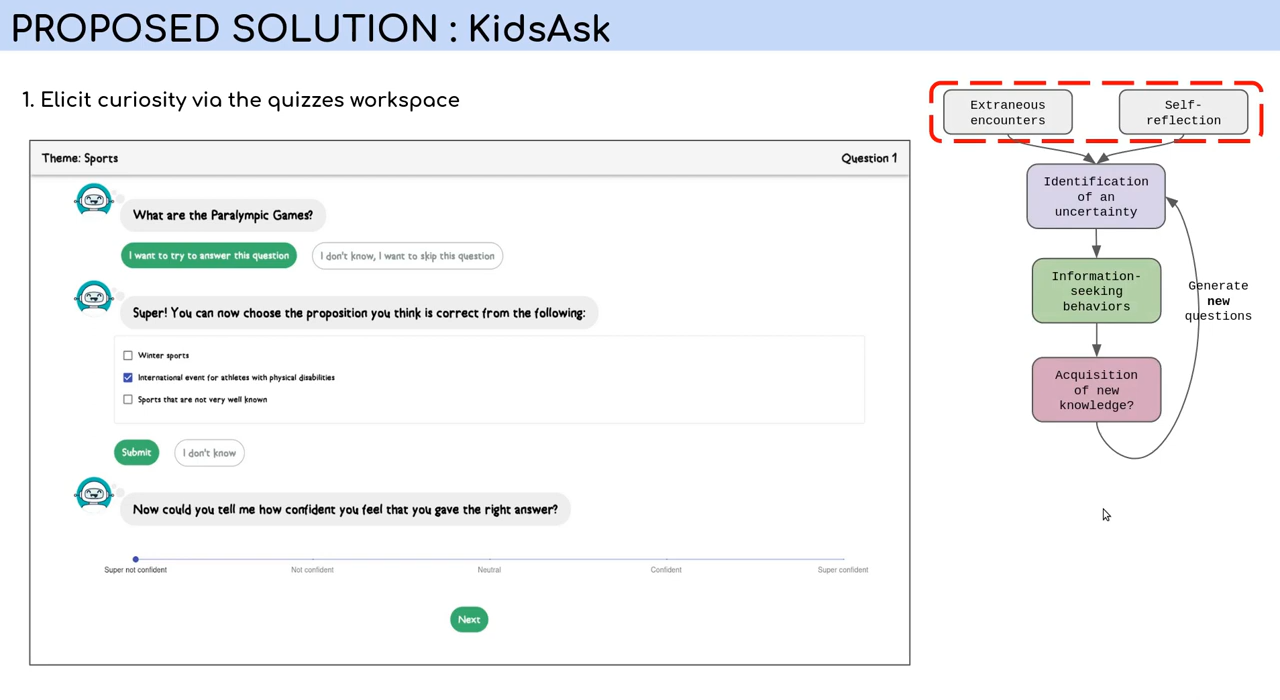 PROPOSED SOLUTION : KidsAsk
1. Elicit curiosity via the quizzes workspace
Theme: Sports
Question 1
What are the Paralympic Games?
I want to try to answer this question
I don't know, I want to skip this question
Super! You can now choose the proposition you think is correct from the following:
Winter sports
International event for athletes with physical disabilities
Sports that are not very well known
Submit
I don't know
Now could you tell me how confident you feel that you gave the right answer?
Super not confident
Not confident
Neutral
Confident
Super confident
Next
Extraneous
encounters
Self-
reflection
Identification
of an
uncertainty
Information-
seeking
behaviors
Generate
new
questions
Acquisition
of new
knowledge?